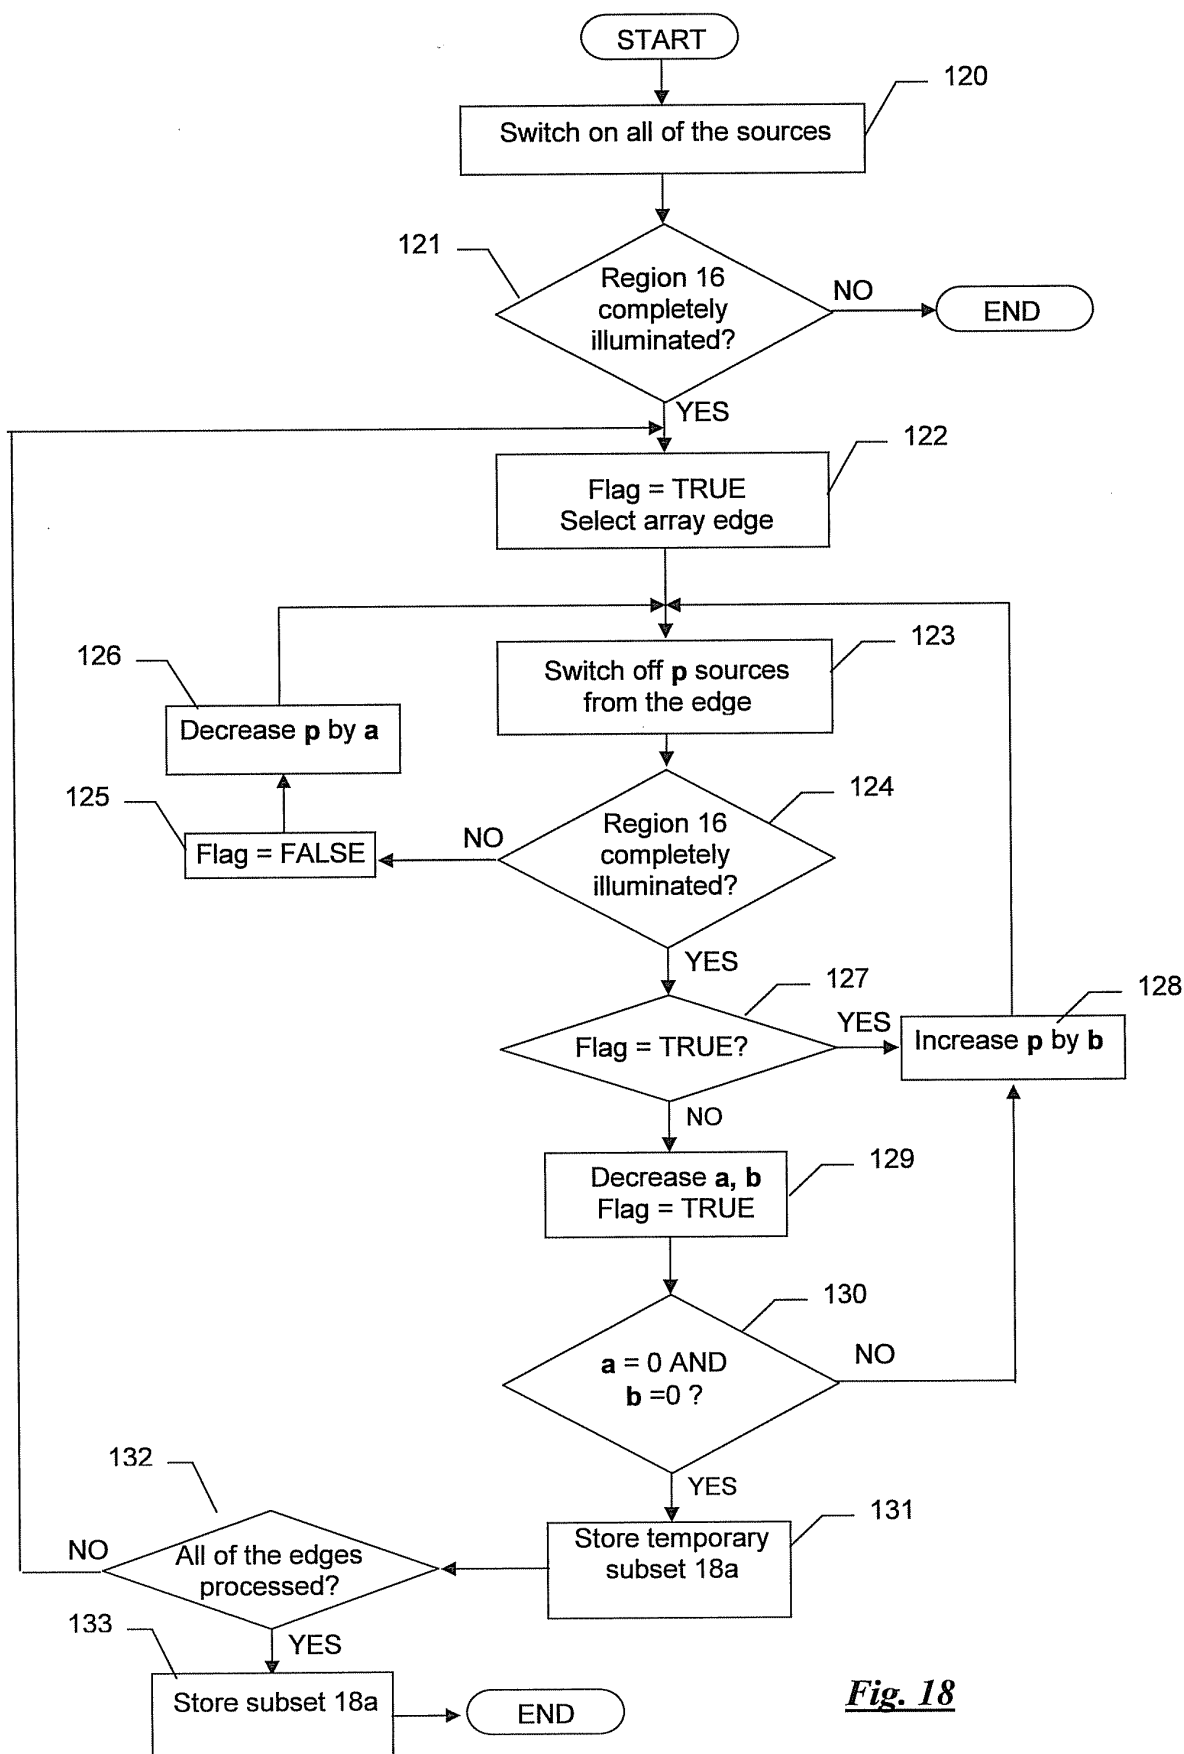 START
120
Switch on all of the sources
121
Region 16
completely
illuminated?
NO
END
YES
122
Flag = TRUE
Select array edge
123
Switch off p sources
from the edge
126
Decrease p by a
124
125
Region 16
completely
illuminated?
NO
Flag = FALSE
YES
127
128
Flag = TRUE?
YES
Increase p by b
NO
129
Decrease a, b
Flag = TRUE
130
a = 0 AND
b =0 ?
NO
YES
132
131
Store temporary
subset 18a
NO
All of the edges
processed?
133
YES
Store subset 18a
END
Fig. 18